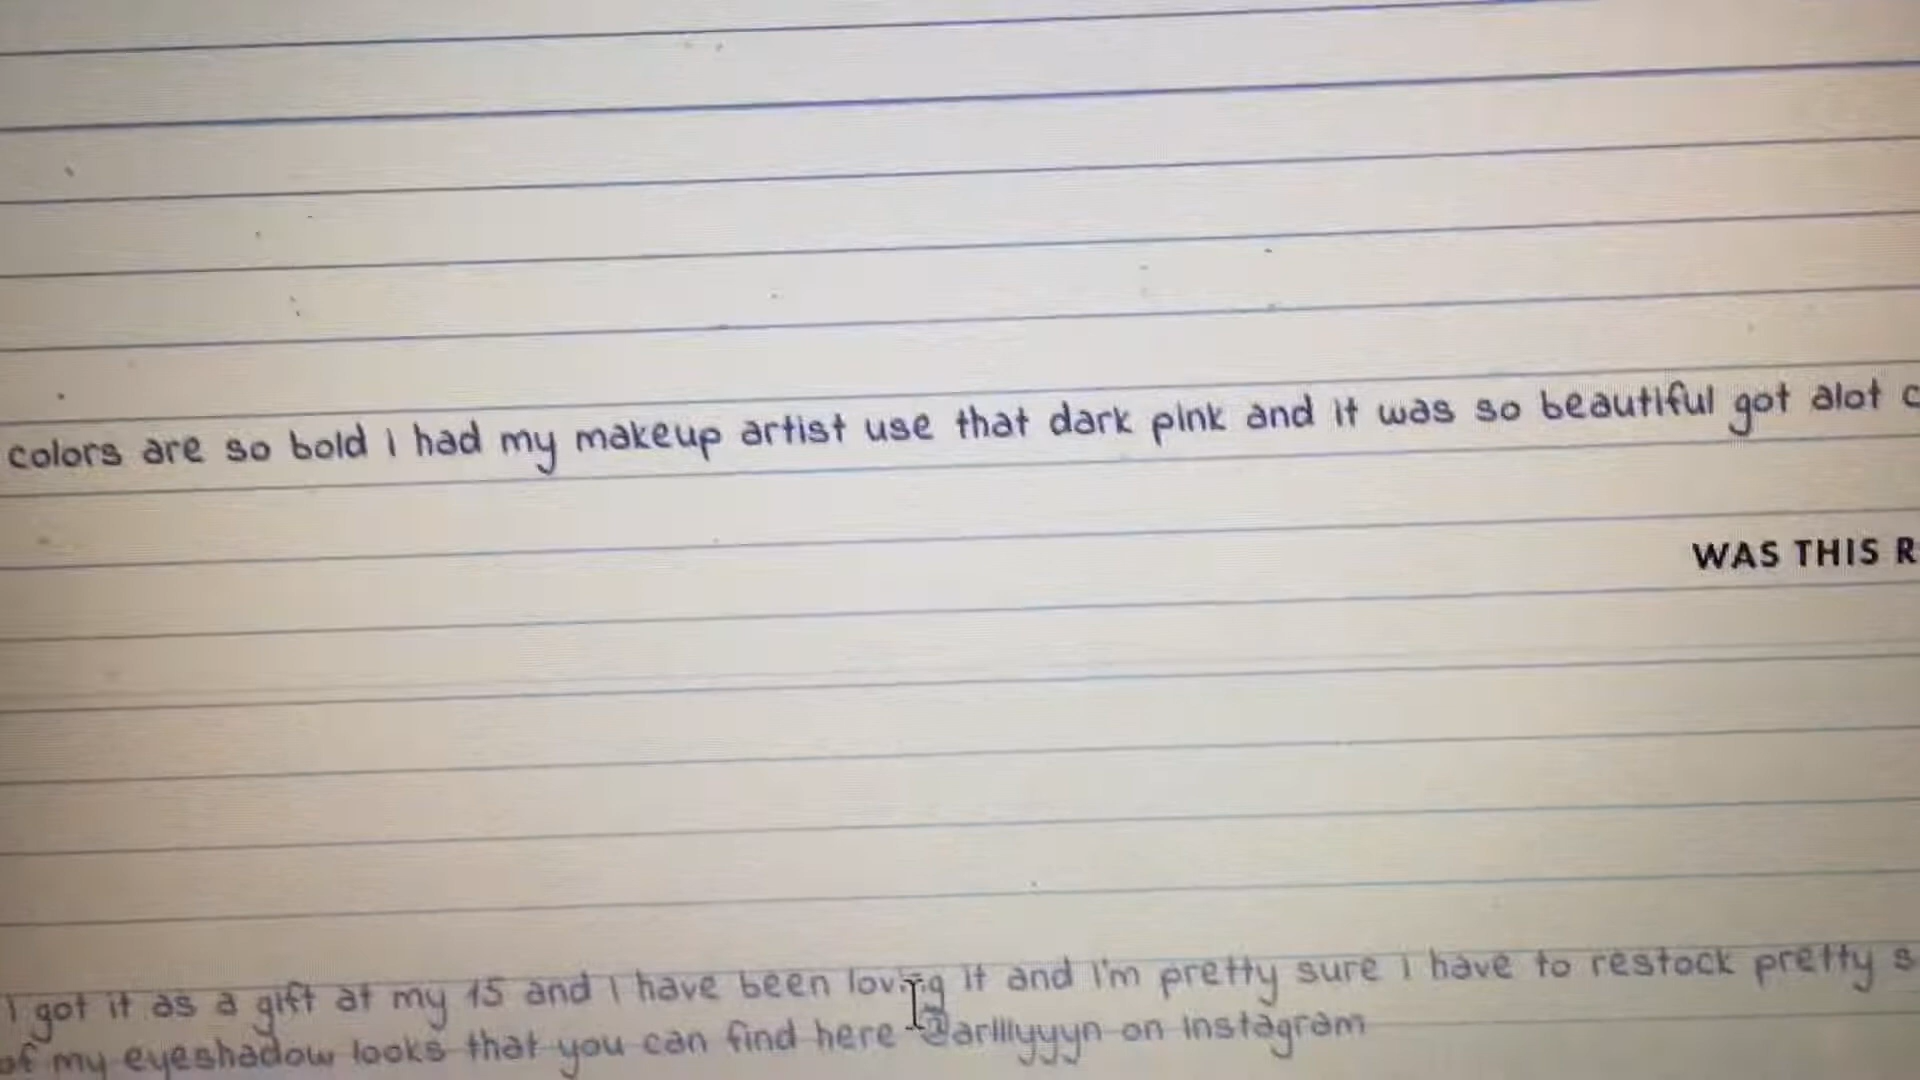 colors are so bold i had my makeup artist use that dark pink and it was so beautiful got alot
WAS THIS R
I got it as a gift at my 15 and i have been loving it and I'm pretty sure i have to restock pretty s
of my eyeshadow looks that you can find here @arlllyyyn on instagram